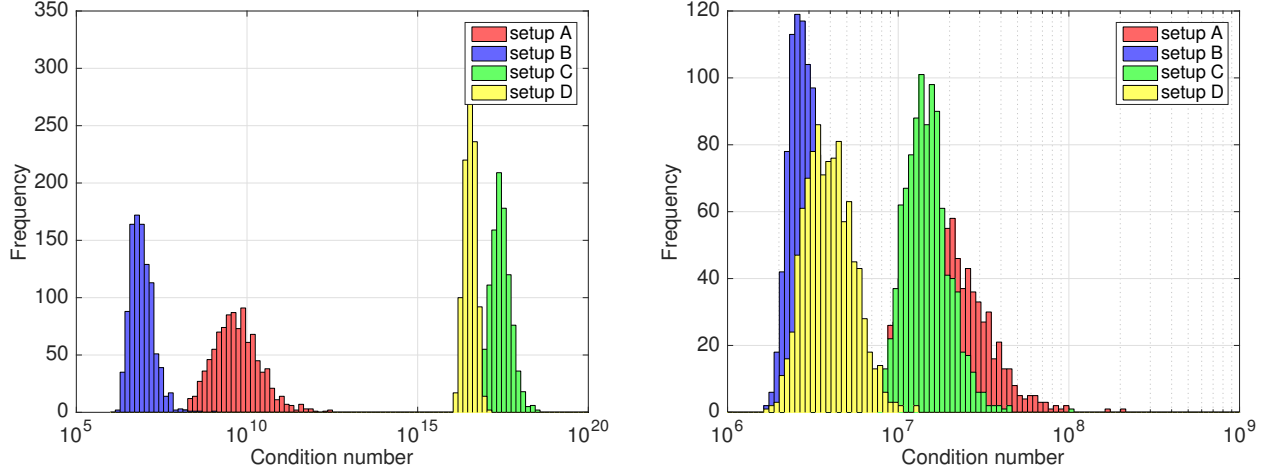 350
300
250
200
150
100
50
0
Frequency
10^5
10^10
10^15
10^20
Condition number
setup A
setup B
setup C
setup D
120
100
80
60
40
20
0
Frequency
10^6
10^7
10^8
10^9
Condition number
setup A
setup B
setup C
setup D